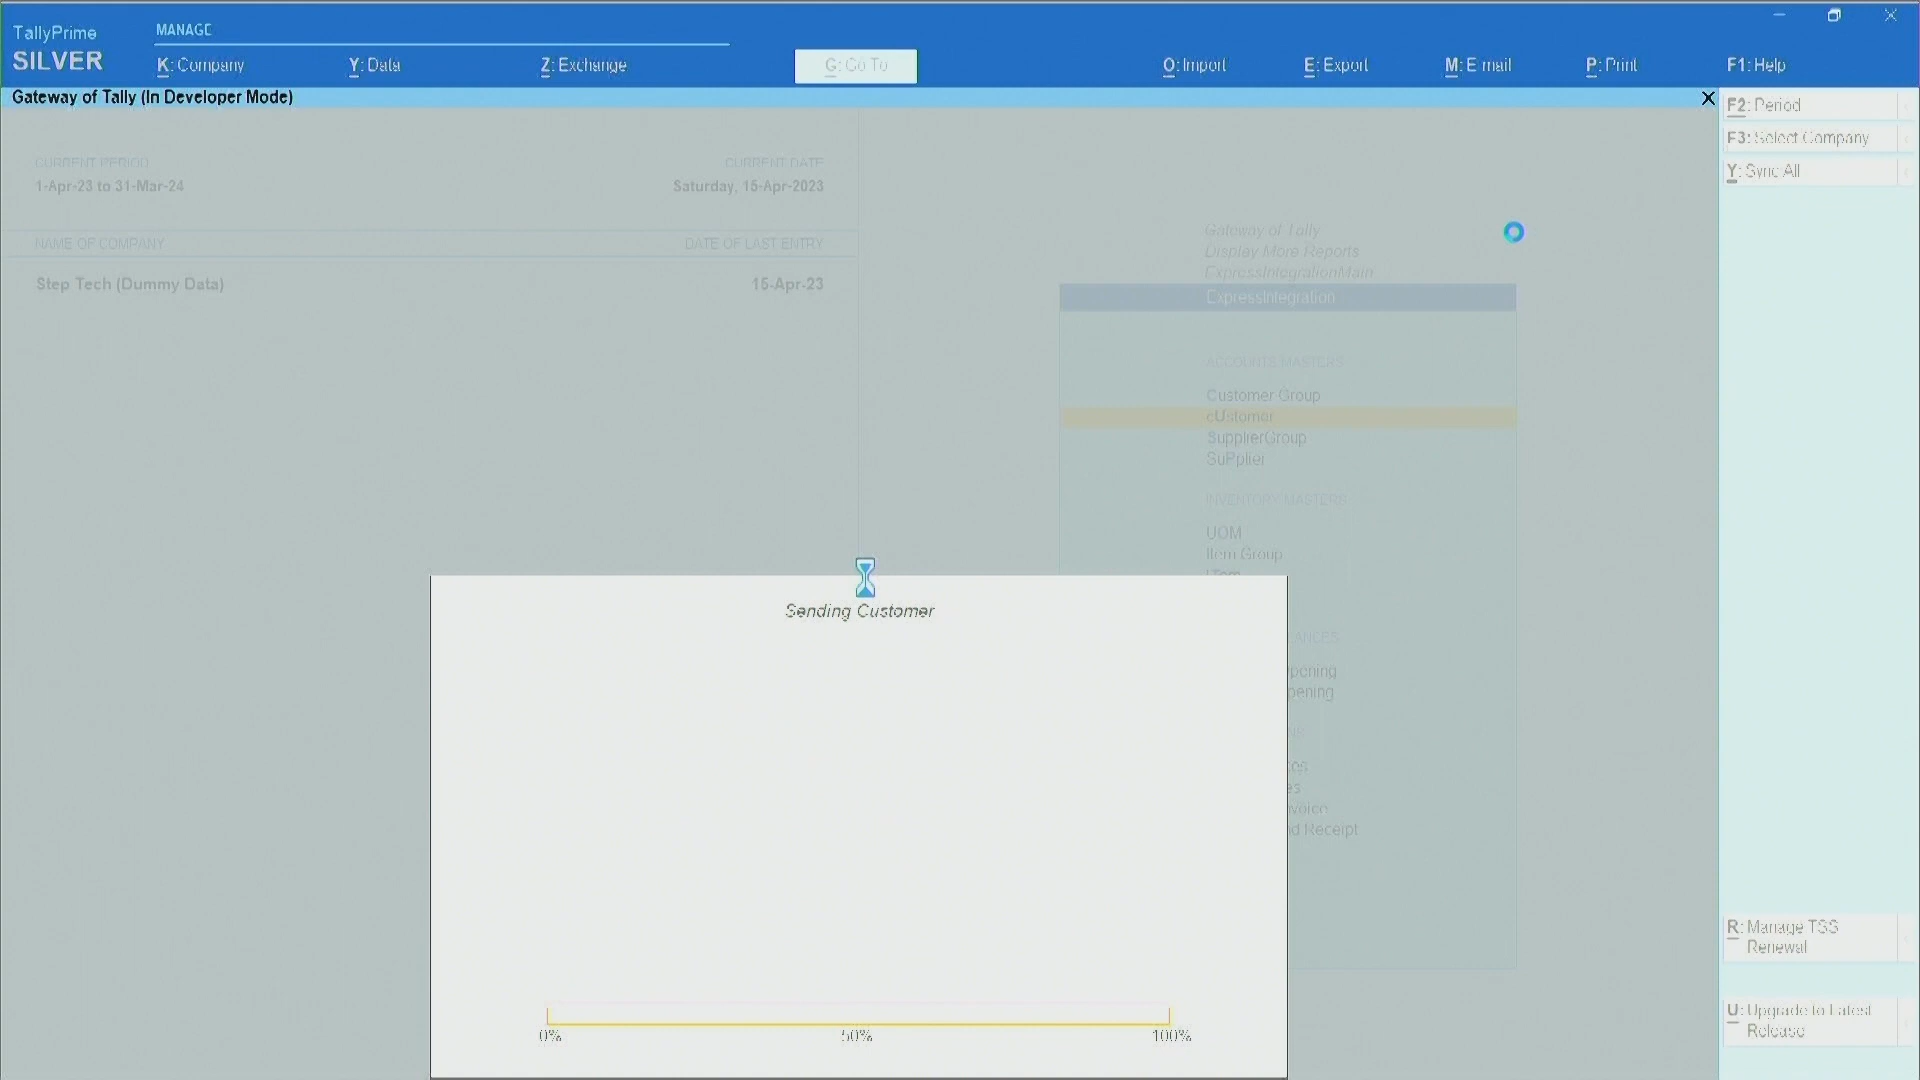 TallyPrime
SILVER
MANAGE
K: Company
Y: Data
Z: Exchange
G: Go To
O: Import
E: Export
M: E mail
P: Print
F1: Help
Gateway of Tally (In Developer Mode)
CURRENT PERIOD
CURRENT DATE
1-Apr-23 to 31-Mar-24
Saturday, 15-Apr-2023
NAME OF COMPANY
DATE OF LAST ENTRY
Step Tech (Dummy Data)
15-Apr-23
Gateway of Tally
Display More Reports
ExpressIntegrationMain
ExpressIntegration
ACCOUNTS MASTERS
Customer Group
cUstomer
SupplrerGroup
SuPplier
INVENTORY MASTERS
UOM
Item Group
Sending Customer
0%
50%
100%
F2: Period
F3: Select Company
Y: Sync All
R: Manage TSS
Renewal
U: Upgrade to Latest
Release